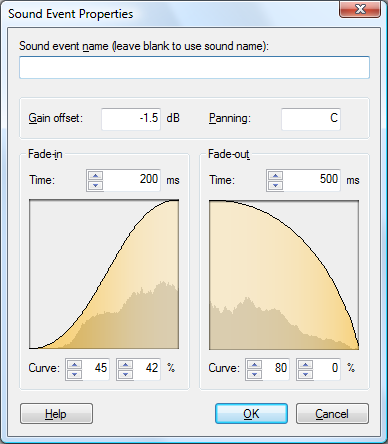 Sound Event Properties
Sound event name (leave blank to use sound name):
Gain offset: -1.5 dB Panning: C
Fade-in Fade-out
Time: 200 ms Time: 500 ms
Curve: 45 42 % Curve: 80 0 %
Help OK Cancel